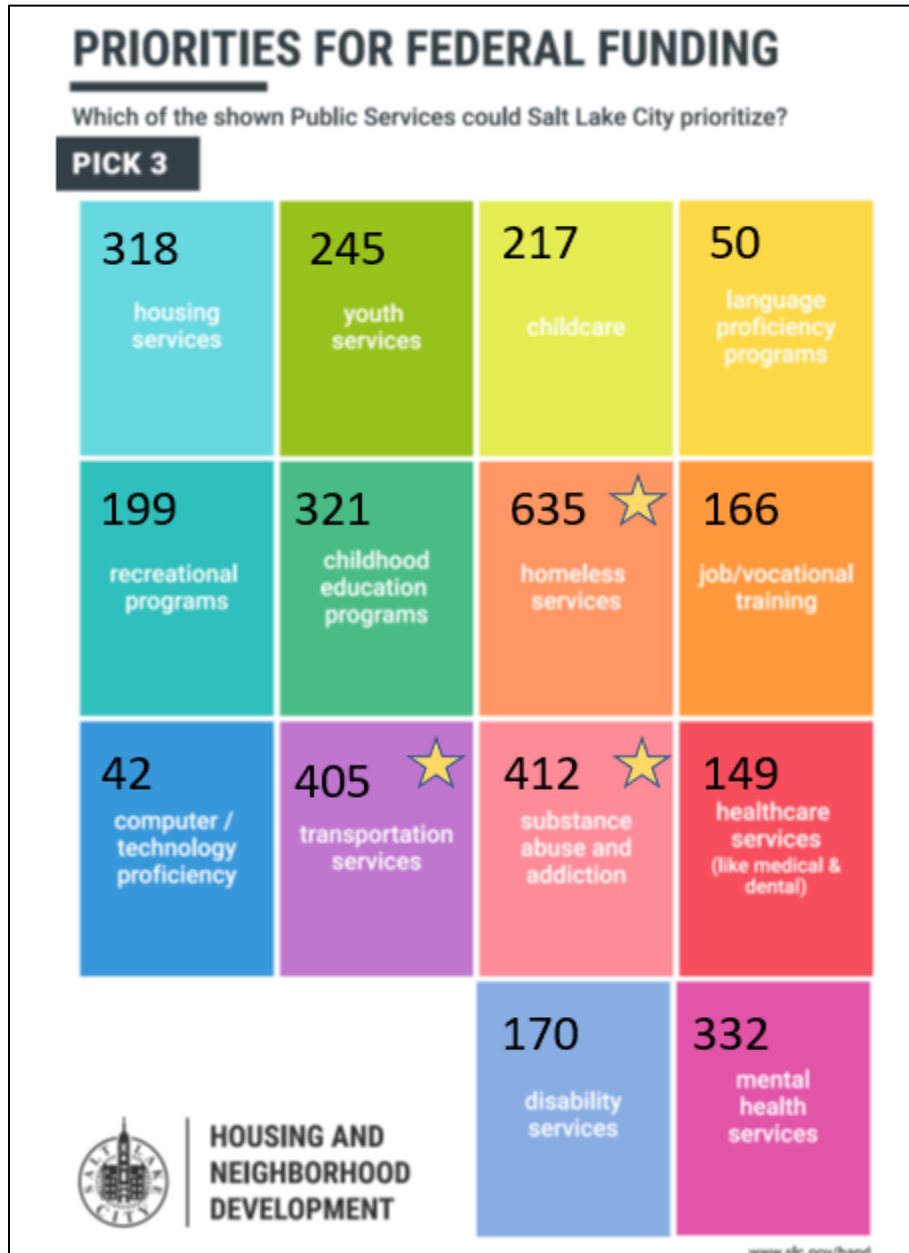 PRIORITIES FOR FEDERAL FUNDING
Which of the shown Public Services could Salt Lake City prioritize?
PICK 3
318
housing
services
245
youth
services
217
childcare
50
language
proficiency
programs
199
recreational
programs
321
childhood
education
programs
635
homeless
services
166
job/vocational
training
42
computer /
technology
proficiency
405
transportation
services
412
substance
abuse and
addiction
149
healthcare
services
(like medical &
dental)
170
disability
services
332
mental
health
services
SALT LAKE
CITY
HOUSING AND
NEIGHBORHOOD
DEVELOPMENT